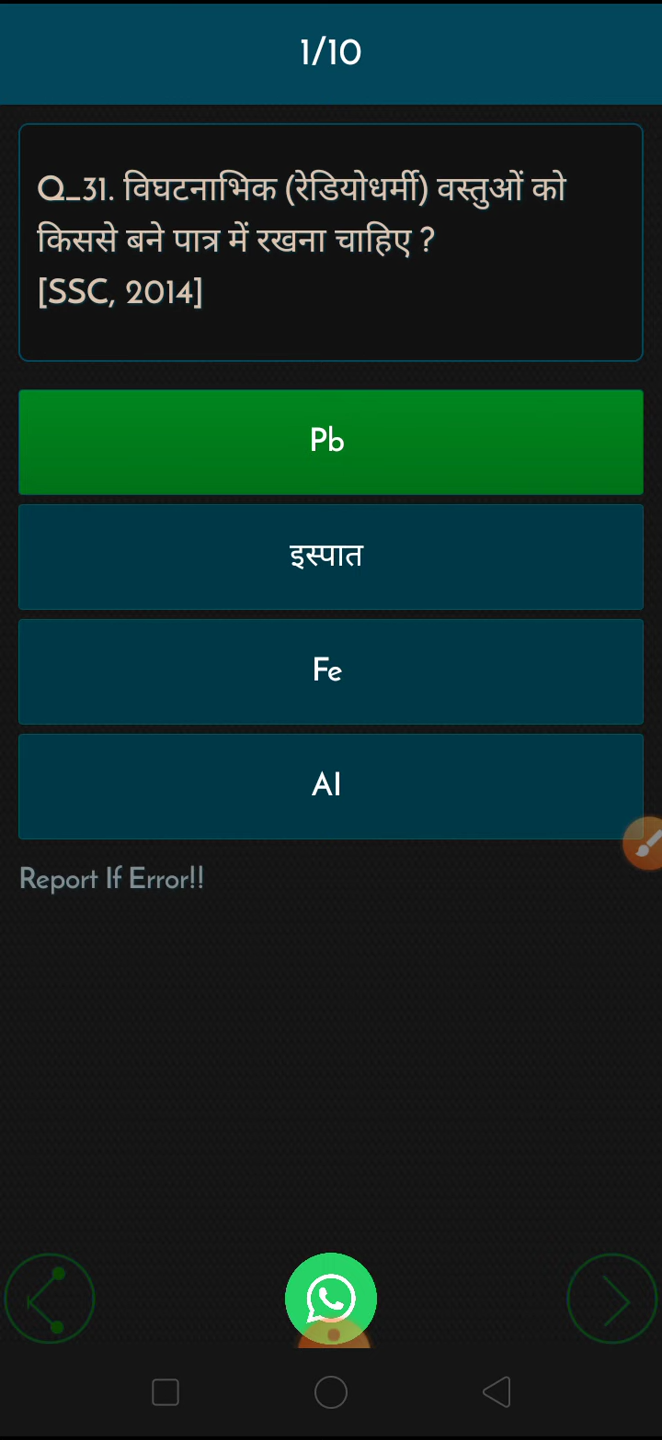 1/10
Q_31. विघटनाभिक (रेडियोधर्मी) वस्तुओं को
किससे बने पात्र में रखना चाहिए ?
[SSC, 2014]
Pb
इस्पात
Fe
Al
Report If Error!!